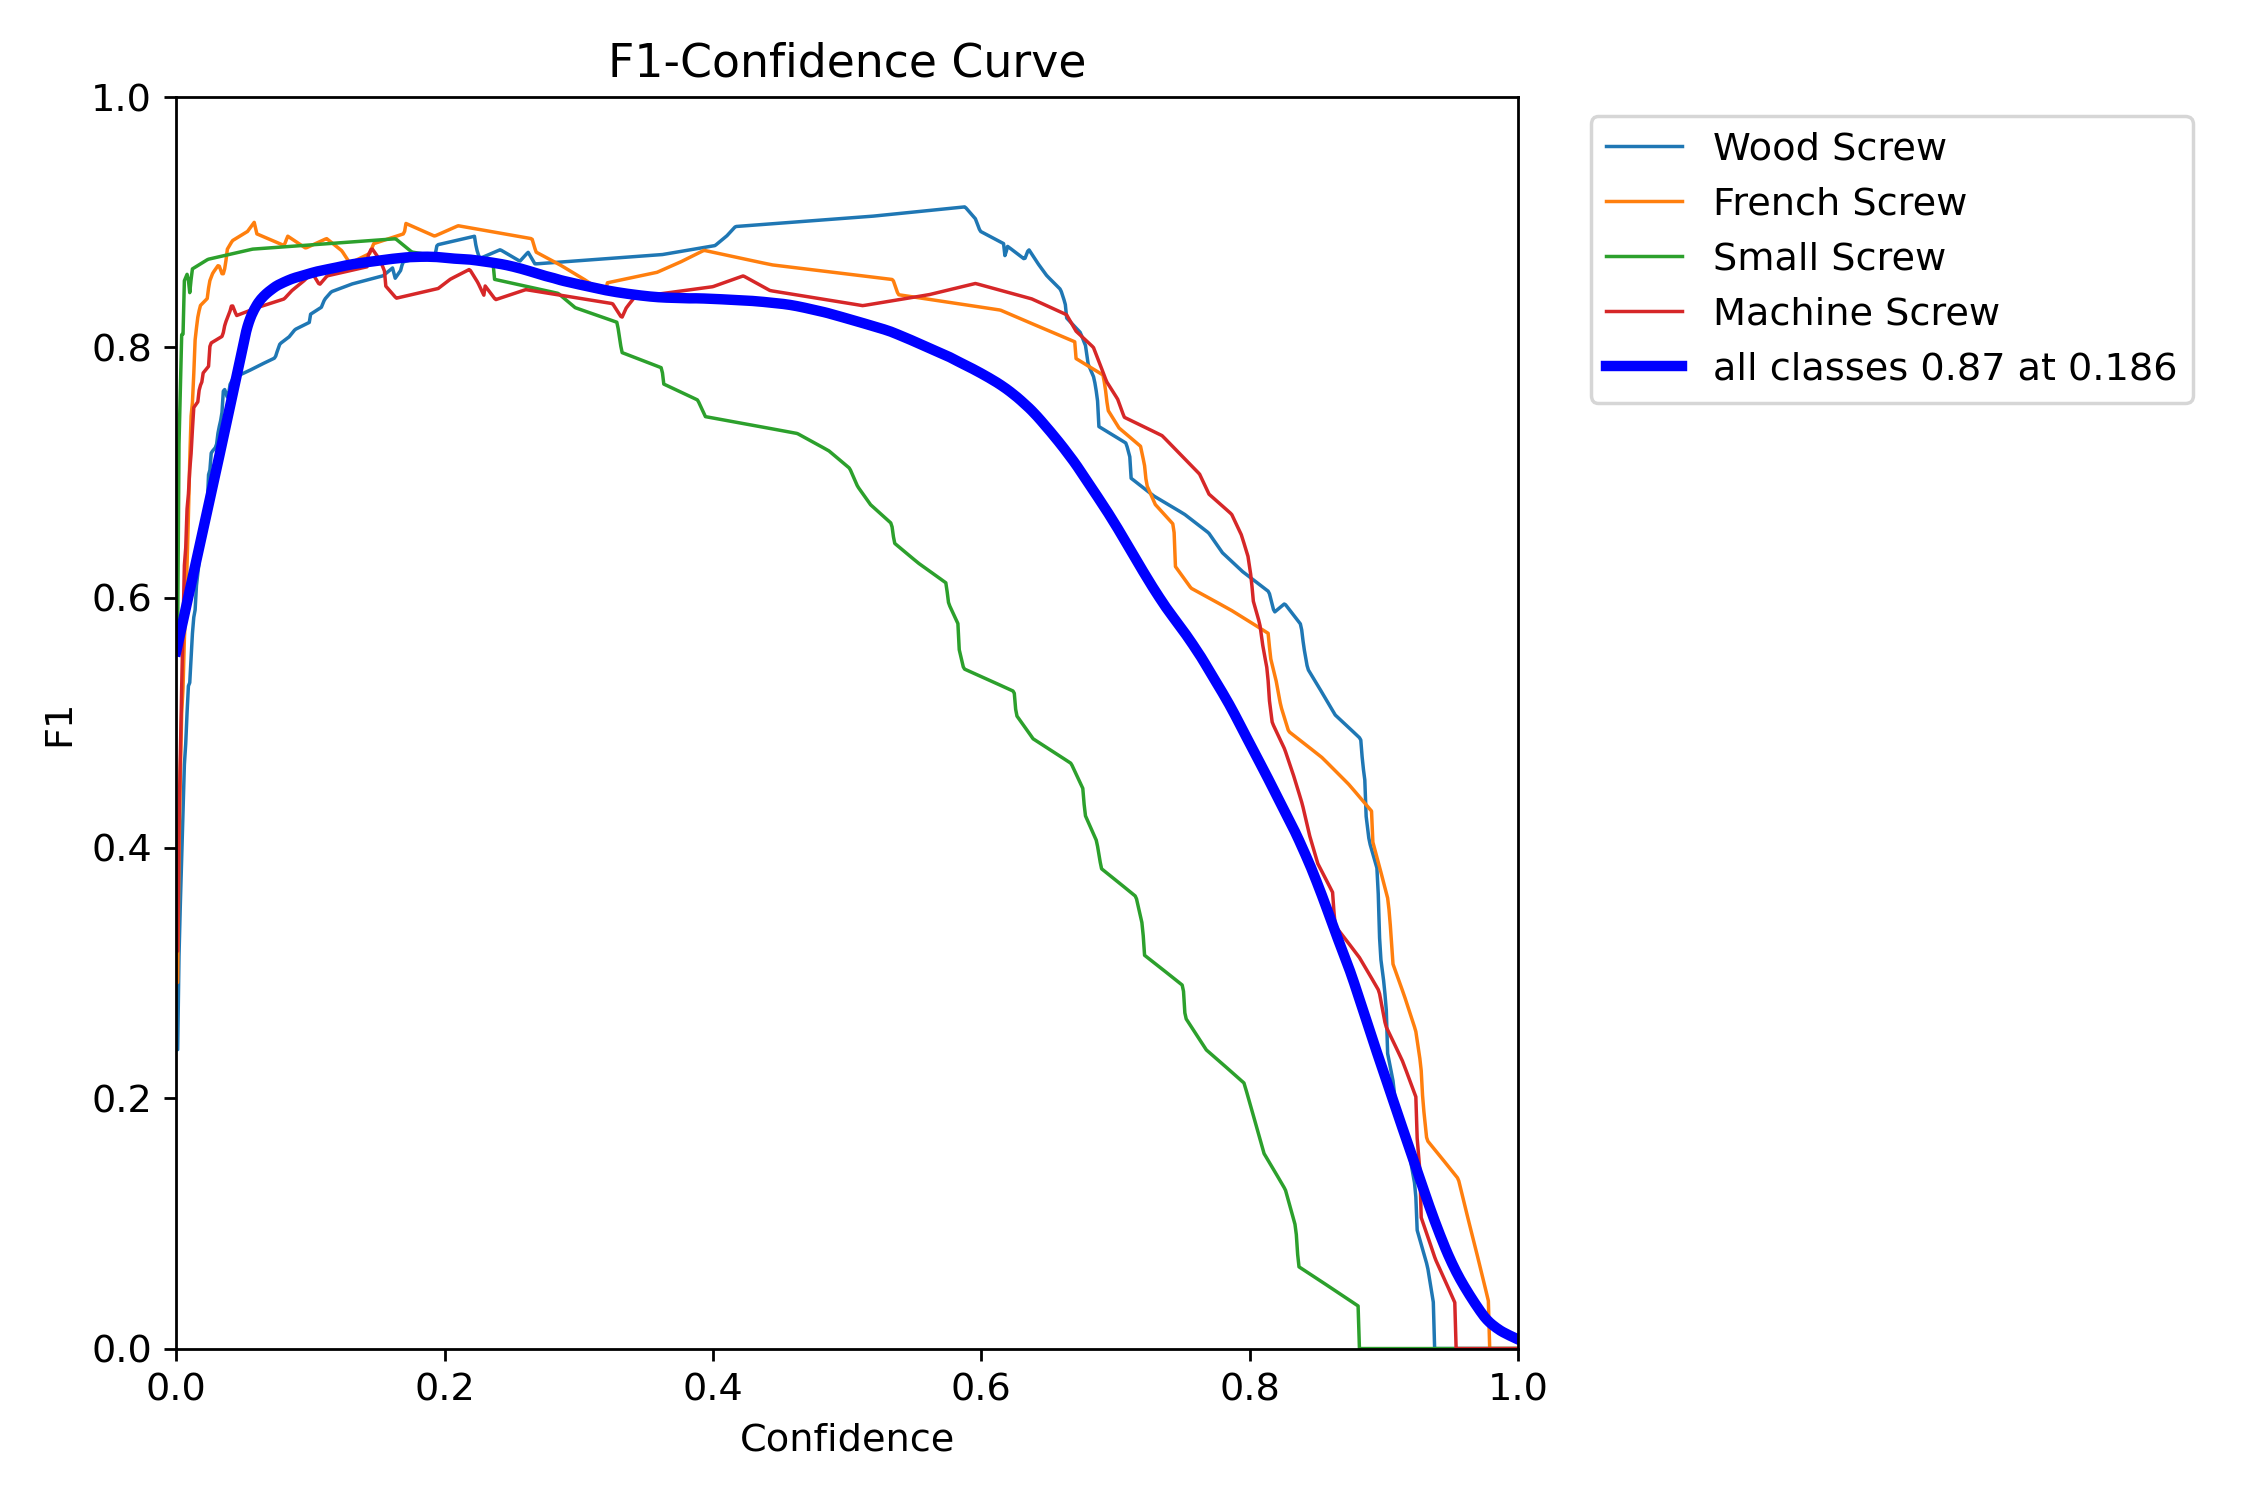 F1-Confidence Curve
1.0
0.8
0.6
0.4
0.2
0.0
F1
0.0 0.2 0.4 0.6 0.8 1.0
Confidence
Wood Screw
French Screw
Small Screw
Machine Screw
all classes 0.87 at 0.186